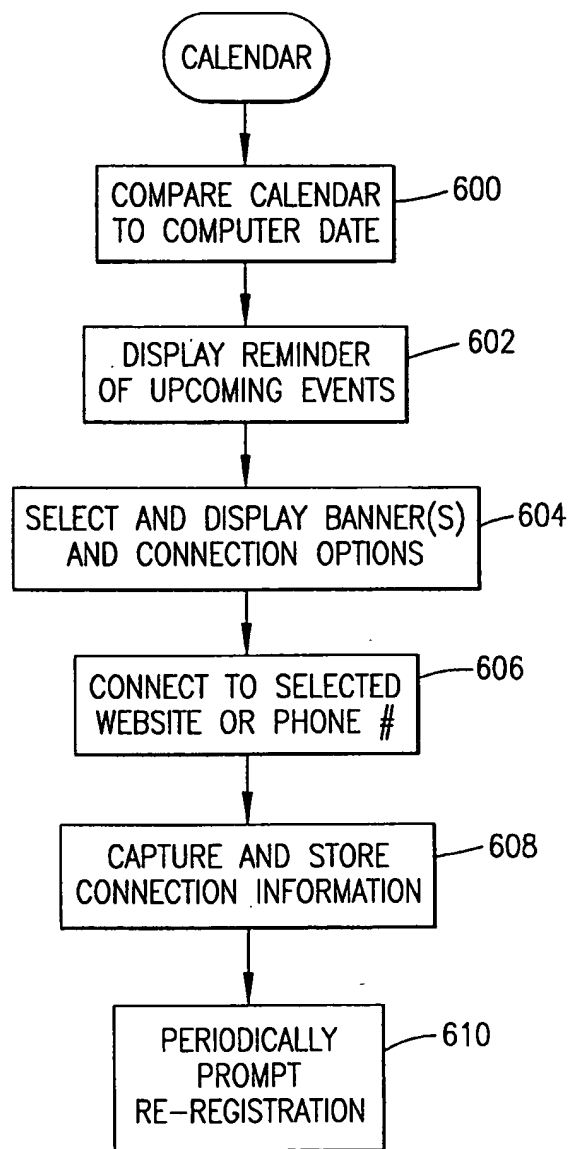 CALENDAR
COMPARE CALENDAR
TO COMPUTER DATE
600
DISPLAY REMINDER
OF UPCOMING EVENTS
602
SELECT AND DISPLAY BANNER(S)
AND CONNECTION OPTIONS
604
CONNECT TO SELECTED
WEBSITE OR PHONE #
606
CAPTURE AND STORE
CONNECTION INFORMATION
608
PERIODICALLY
PROMPT
RE-REGISTRATION
610